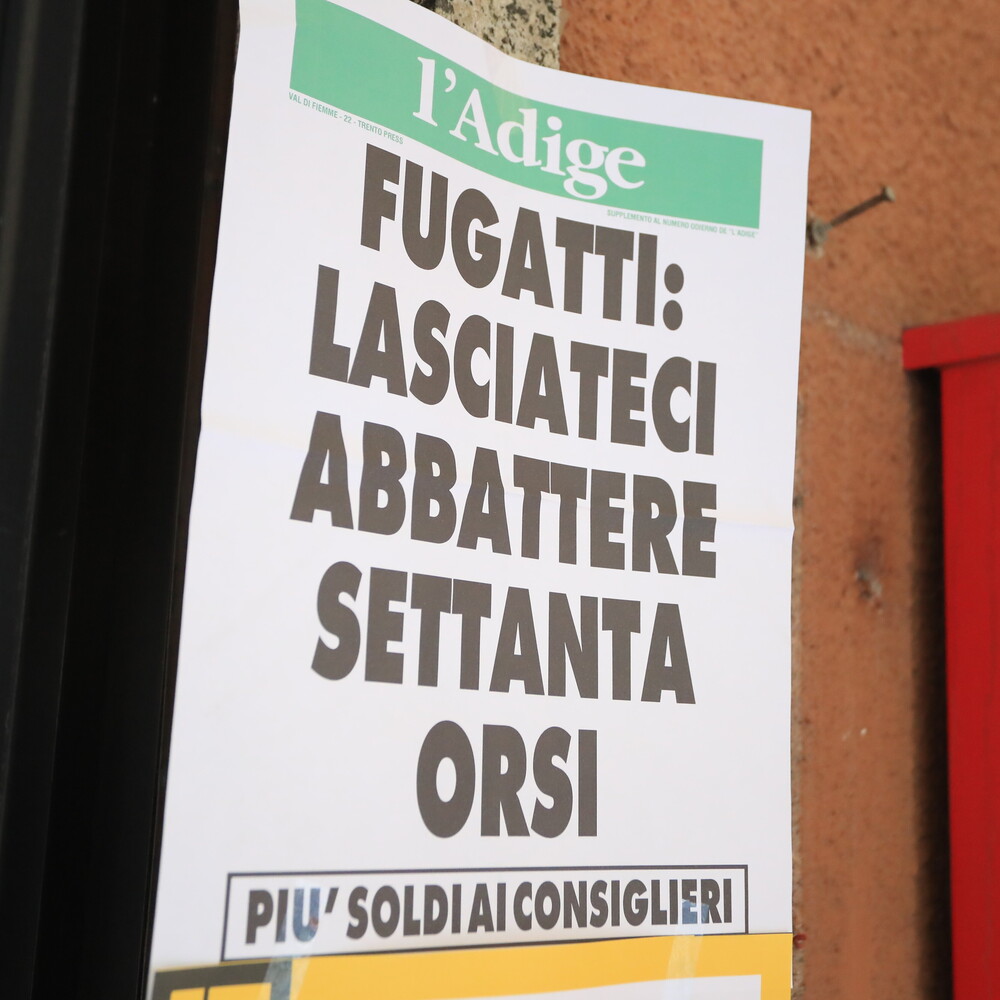 l'Adige
VAL DI FIEMME - 22 - TRENTO PRESS
SUPPLEMENTO AL NUMERO ODIERNO DE "L'ADIGE"
FUGATTI:
LASCIATECI
ABBATTERE
SETTANTA
ORSI
PIU' SOLDI AI CONSIGLIERI